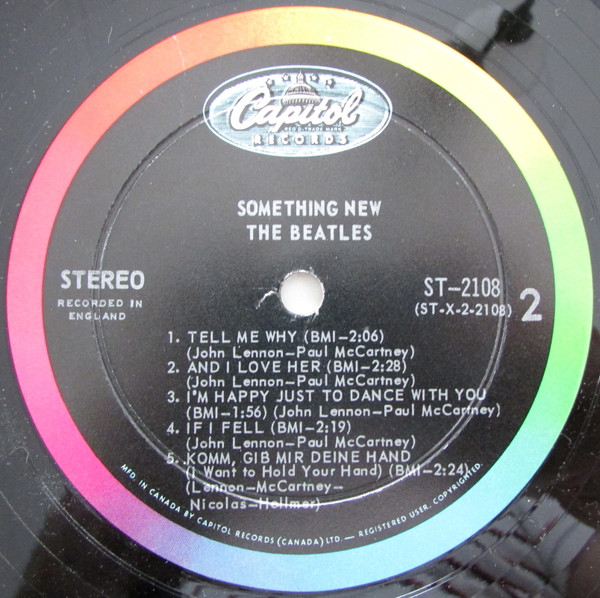 Capitol
REG. U.S. TRADE MARK
RECORDS
SOMETHING NEW
THE BEATLES
STEREO
RECORDED IN
ENGLAND
ST-2108
(ST-X-2-2108)
2
1. TELL ME WHY (BMI-2:06)
(John Lennon-Paul McCartney)
2. AND I LOVE HER (BMI-2:28)
(John Lennon-Paul McCartney)
3. I'M HAPPY JUST TO DANCE WITH YOU
(BMI-1:56) (John Lennon-Paul McCartney)
4. IF I FELL (BMI-2:19)
(John Lennon-Paul McCartney)
5. KOMM, GIB MIR DEINE HAND
(I Want to Hold Your Hand) (BMI-2:24)
(Lennon-McCartney-
Nicolas-Hellmer)
MFD. IN CANADA BY CAPITOL RECORDS (CANADA) LTD. — REGISTERED USER. COPYRIGHTED.